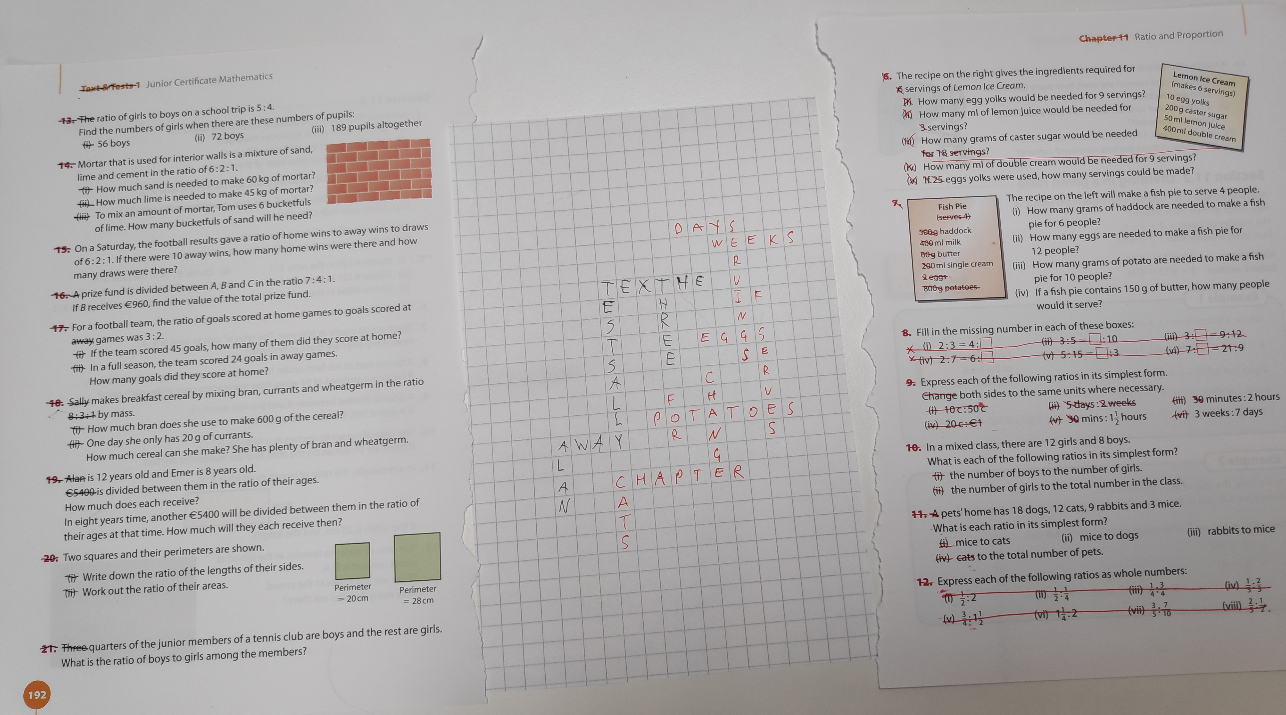 Text & Tests 1 Junior Certificate Mathematics
13. The ratio of girls to boys on a school trip is 5:4.
Find the numbers of girls when there are these numbers of pupils:
(i) 56 boys (ii) 72 boys (iii) 189 pupils altogether
14. Mortar that is used for interior walls is a mixture of sand,
lime and cement in the ratio of 6:2:1.
(i) How much sand is needed to make 60 kg of mortar?
(ii) How much lime is needed to make 45 kg of mortar?
(iii) To mix an amount of mortar, Tom uses 6 bucketfuls
of lime. How many bucketfuls of sand will he need?
15. On a Saturday, the football results gave a ratio of home wins to away wins to draws
of 6:2:1. If there were 10 away wins, how many home wins were there and how
many draws were there?
16. A prize fund is divided between A, B and C in the ratio 7:4:1.
If B receives €960, find the value of the total prize fund.
17. For a football team, the ratio of goals scored at home games to goals scored at
away games was 3:2.
(i) If the team scored 45 goals, how many of them did they score at home?
(ii) In a full season, the team scored 24 goals in away games.
How many goals did they score at home?
18. Sally makes breakfast cereal by mixing bran, currants and wheatgerm in the ratio
8:3:1 by mass.
(i) How much bran does she use to make 600 g of the cereal?
(ii) One day she only has 20 g of currants.
How much cereal can she make? She has plenty of bran and wheatgerm.
19. Alan is 12 years old and Emer is 8 years old.
€5400 is divided between them in the ratio of their ages.
How much does each receive?
In eight years time, another €5400 will be divided between them in the ratio of
their ages at that time. How much will they each receive then?
20. Two squares and their perimeters are shown.
(i) Write down the ratio of the lengths of their sides.
(ii) Work out the ratio of their areas.
Perimeter
= 20 cm
Perimeter
= 28 cm
21. Three quarters of the junior members of a tennis club are boys and the rest are girls.
What is the ratio of boys to girls among the members?
192
DAYS
WEEKS
SERVINGS
TEXT
THREE
HE
TESTSALLY
IF
EGGS
SERVES
CHANG
FOR
POTATOES
AWAY
ALAN
CHAPTER
CATS
Chapter 11 Ratio and Proportion
6. The recipe on the right gives the ingredients required for
6 servings of Lemon Ice Cream.
(i) How many egg yolks would be needed for 9 servings?
(ii) How many ml of lemon juice would be needed for
3 servings?
(iii) How many grams of caster sugar would be needed
for 18 servings?
(iv) How many ml of double cream would be needed for 9 servings?
(v) If 25 eggs yolks were used, how many servings could be made?
Lemon Ice Cream
(makes 6 servings)
10 egg yolks
200 g caster sugar
50 ml lemon juice
400 ml double cream
7. The recipe on the left will make a fish pie to serve 4 people.
(i) How many grams of haddock are needed to make a fish
pie for 6 people?
(ii) How many eggs are needed to make a fish pie for
12 people?
(iii) How many grams of potato are needed to make a fish
pie for 10 people?
(iv) If a fish pie contains 150 g of butter, how many people
would it serve?
Fish Pie
(serves 4)
haddock
400 ml milk
butter
single cream
2 eggs
800g potatoes
8. Fill in the missing number in each of these boxes:
(i) 2:3 = 4:□ (ii) 3:5 = □:10 (iii) 3:□ = 9:12
(iv) 2:7 = 6:□ (v) 5:15 = □:3 (vi) 7:□ = 21:9
9. Express each of the following ratios in its simplest form.
Change both sides to the same units where necessary.
(i) 10c:50c (ii) 5 days:2 weeks (iii) 30 minutes:2 hours
(iv) 20c:€1 (v) 30 mins:1½ hours (vi) 3 weeks:7 days
10. In a mixed class, there are 12 girls and 8 boys.
What is each of the following ratios in its simplest form?
(i) the number of boys to the number of girls.
(ii) the number of girls to the total number in the class.
11. A pets' home has 18 dogs, 12 cats, 9 rabbits and 3 mice.
What is each ratio in its simplest form?
(i) mice to cats (ii) mice to dogs (iii) rabbits to mice
(iv) cats to the total number of pets.
12. Express each of the following ratios as whole numbers:
(i) ½:2 (ii) ½:¼ (iii) ¼:¾ (iv) ⅓:⅔
(v) ¾:1½ (vi) 1¼:2 (vii) 3/5:7/10 (viii)